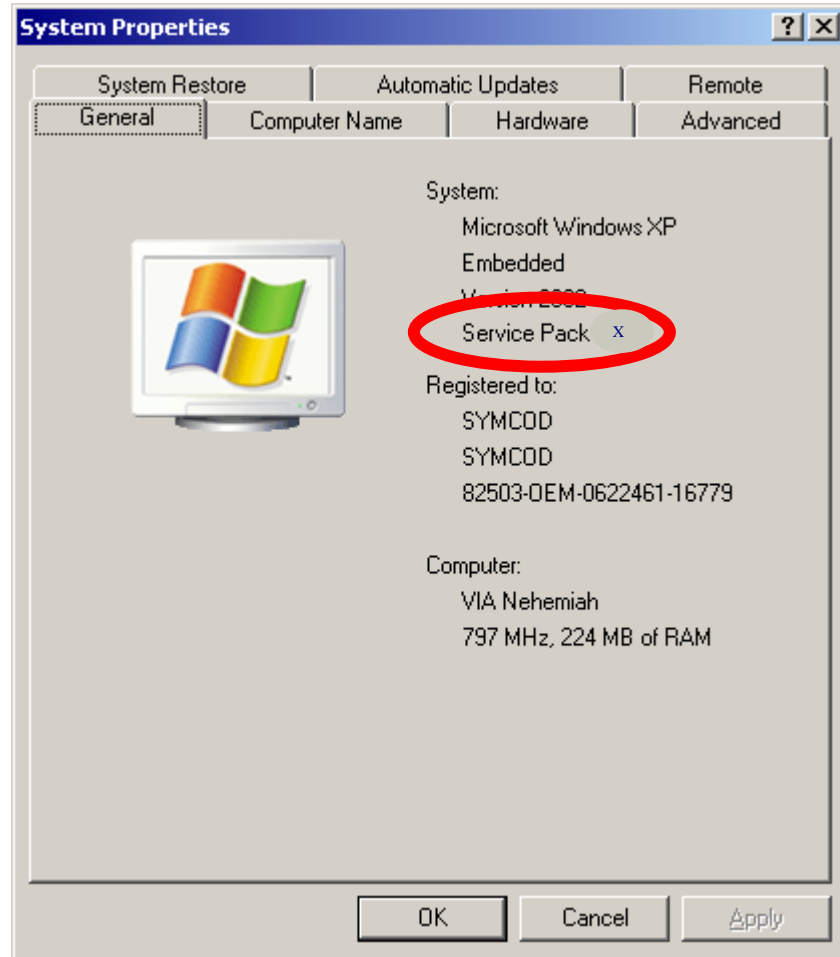 System Properties
? X
System Restore Automatic Updates Remote
General Computer Name Hardware Advanced
System:
Microsoft Windows XP
Embedded
Version 2002
Service Pack x
Registered to:
SYMCOD
SYMCOD
82503-OEM-0622461-16779
Computer:
VIA Nehemiah
797 MHz, 224 MB of RAM
OK Cancel Apply